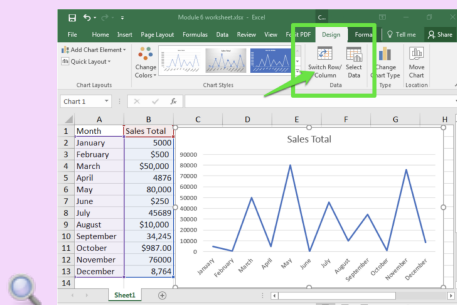 Module 6 worksheet.xlsx - Excel
File Home Insert Page Layout Formulas Data Review View Foxit PDF Design Format Tell me Share
Add Chart Element
Quick Layout
Change Colors
Switch Row/ Column
Select Data
Change Chart Type
Move Chart
Chart Layouts Chart Styles Data Type Location
Chart 1 fx
A B C D E F G H
1 Month Sales Total
2 January 5000
3 February $500
4 March $50,000
5 April 4876
6 May 80,000
7 June $250
8 July 45689
9 August $10,000
10 September 34,245
11 October $987.00
12 November 76000
13 December 8,764
14
Sales Total
90000
80000
70000
60000
50000
40000
30000
20000
10000
0
January February March April May June July August September October November December
Sheet1